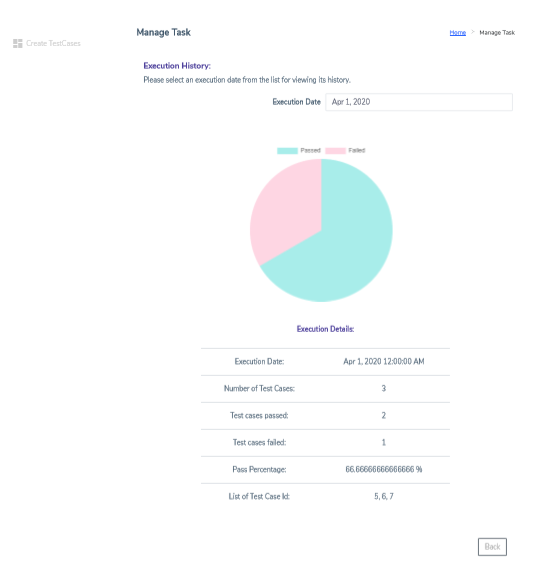 Manage Task
Home > Manage Task
Create TestCases
Execution History:
Please select an execution date from the list for viewing its history.
Execution Date Apr 1, 2020
Passed Failed
Execution Details:
Execution Date: Apr 1, 2020 12:00:00 AM
Number of Test Cases: 3
Test cases passed: 2
Test cases failed: 1
Pass Percentage: 66.66666666666666 %
List of Test Case Id: 5, 6, 7
Back